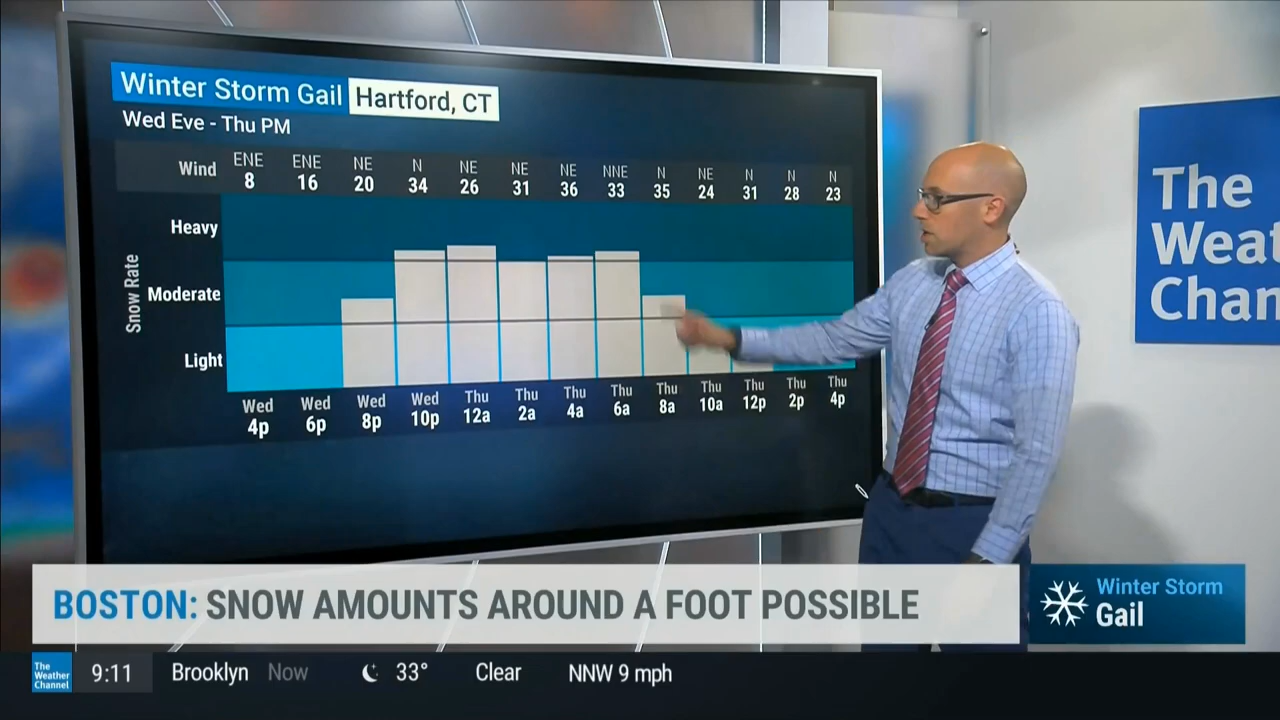 Winter Storm Gail Hartford, CT
Wed Eve - Thu PM
Wind ENE ENE NE N NE NE NE NNE N NE N N N
8 16 20 34 26 31 36 33 35 24 31 28 23
Heavy
Snow Rate
Moderate
Light
Wed Wed Wed Wed Thu Thu Thu Thu Thu Thu Thu Thu Thu
4p 6p 8p 10p 12a 2a 4a 6a 8a 10a 12p 2p 4p
The
Weat
Chan
BOSTON: SNOW AMOUNTS AROUND A FOOT POSSIBLE
Winter Storm
Gail
The
Weather
Channel
9:11 Brooklyn Now 33° Clear NNW 9 mph